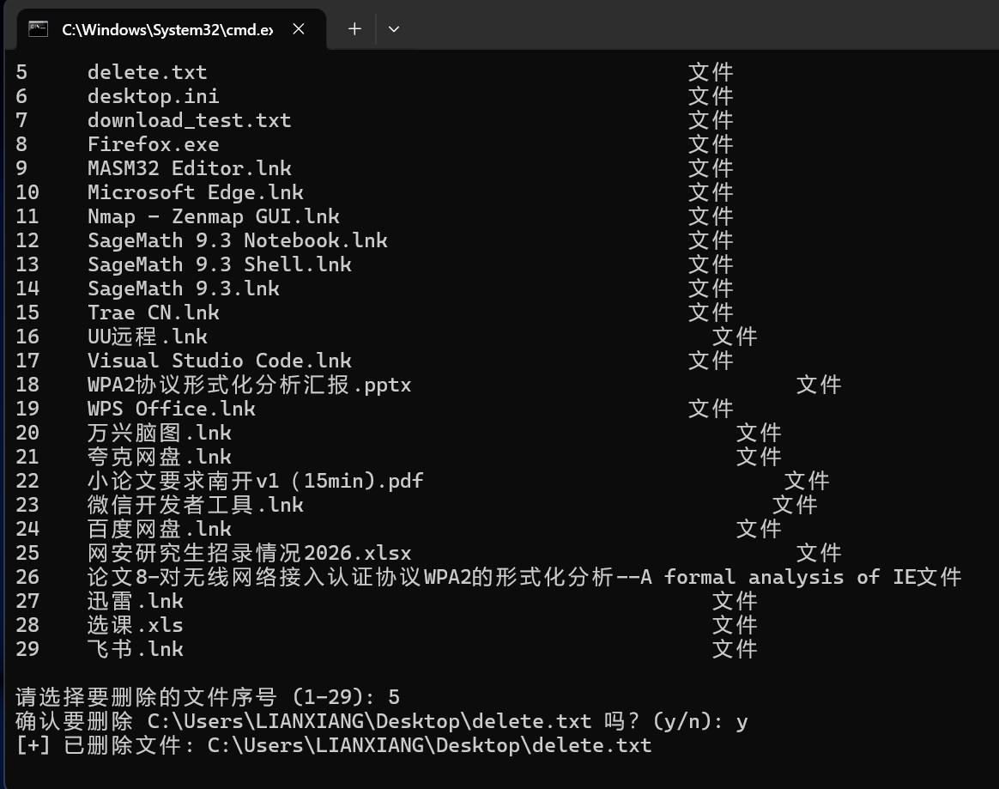 C:\Windows\System32\cmd.ex
5 delete.txt 文件
6 desktop.ini 文件
7 download_test.txt 文件
8 Firefox.exe 文件
9 MASM32 Editor.lnk 文件
10 Microsoft Edge.lnk 文件
11 Nmap - Zenmap GUI.lnk 文件
12 SageMath 9.3 Notebook.lnk 文件
13 SageMath 9.3 Shell.lnk 文件
14 SageMath 9.3.lnk 文件
15 Trae CN.lnk 文件
16 UU远程.lnk 文件
17 Visual Studio Code.lnk 文件
18 WPA2协议形式化分析汇报.pptx 文件
19 WPS Office.lnk 文件
20 万兴脑图.lnk 文件
21 夸克网盘.lnk 文件
22 小论文要求南开v1（15min).pdf 文件
23 微信开发者工具.lnk 文件
24 百度网盘.lnk 文件
25 网安研究生招录情况2026.xlsx 文件
26 论文8-对无线网络接入认证协议WPA2的形式化分析--A formal analysis of IE文件
27 迅雷.lnk 文件
28 选课.xls 文件
29 飞书.lnk 文件
请选择要删除的文件序号 (1-29): 5
确认要删除 C:\Users\LIANXIANG\Desktop\delete.txt 吗? (y/n): y
[+] 已删除文件: C:\Users\LIANXIANG\Desktop\delete.txt